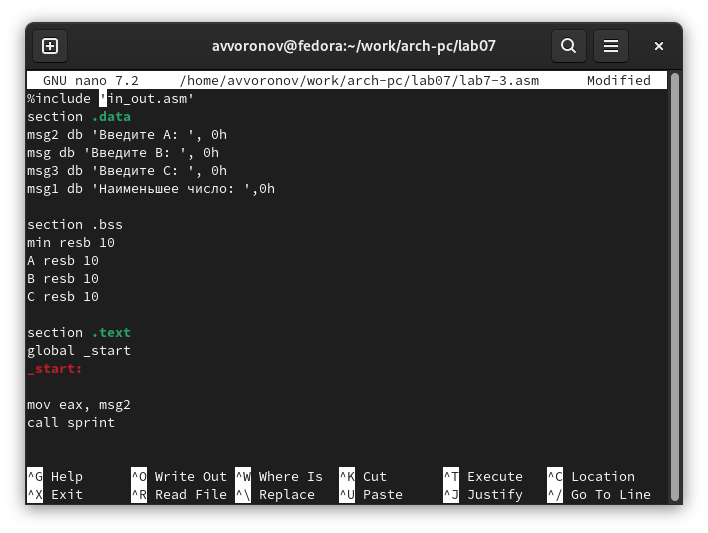 avvoronov@fedora:~/work/arch-pc/lab07
GNU nano 7.2 /home/avvoronov/work/arch-pc/lab07/lab7-3.asm Modified
%include 'in_out.asm'
section .data
msg2 db 'Введите А: ', 0h
msg db 'Введите В: ', 0h
msg3 db 'Введите С: ', 0h
msg1 db 'Наименьшее число: ',0h
section .bss
min resb 10
A resb 10
B resb 10
C resb 10
section .text
global _start
_start:
mov eax, msg2
call sprint
^G Help ^O Write Out ^W Where Is ^K Cut ^T Execute ^C Location
^X Exit ^R Read File ^\ Replace ^U Paste ^J Justify ^/ Go To Line